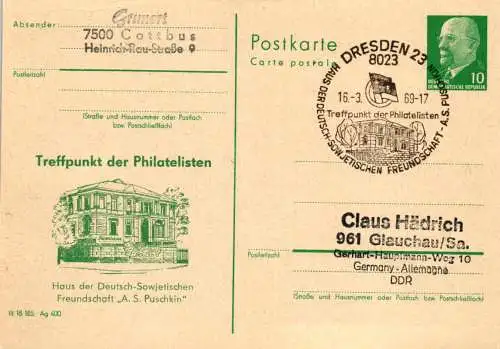 Absender:
Grunert
7500 Cottbus
Heinrich-Rau-Straße 9
Postleitzahl
(Straße und Hausnummer oder Postfach
bzw. Postschließfach)
Treffpunkt der Philatelisten
Haus der Deutsch-Sowjetischen
Freundschaft „A. S. Puschkin“
III 18 185 Ag 400
Postkarte
Carte postale
DRESDEN 23
8023
HAUS DER DEUTSCH-SOWJETISCHEN FREUNDSCHAFT - A.S. PUSCHKIN
16.-3. 69-17
Treffpunkt der Philatelisten
10
DEUTSCHE DEMOKRATISCHE REPUBLIK
Claus Hädrich
961 Glauchau/Sa.
Postleitzahl
Gerhart-Hauptmann-Weg 10
Germany - Allemagne
DDR
(Straße und Hausnummer oder Postfach bzw. Postschließfach)